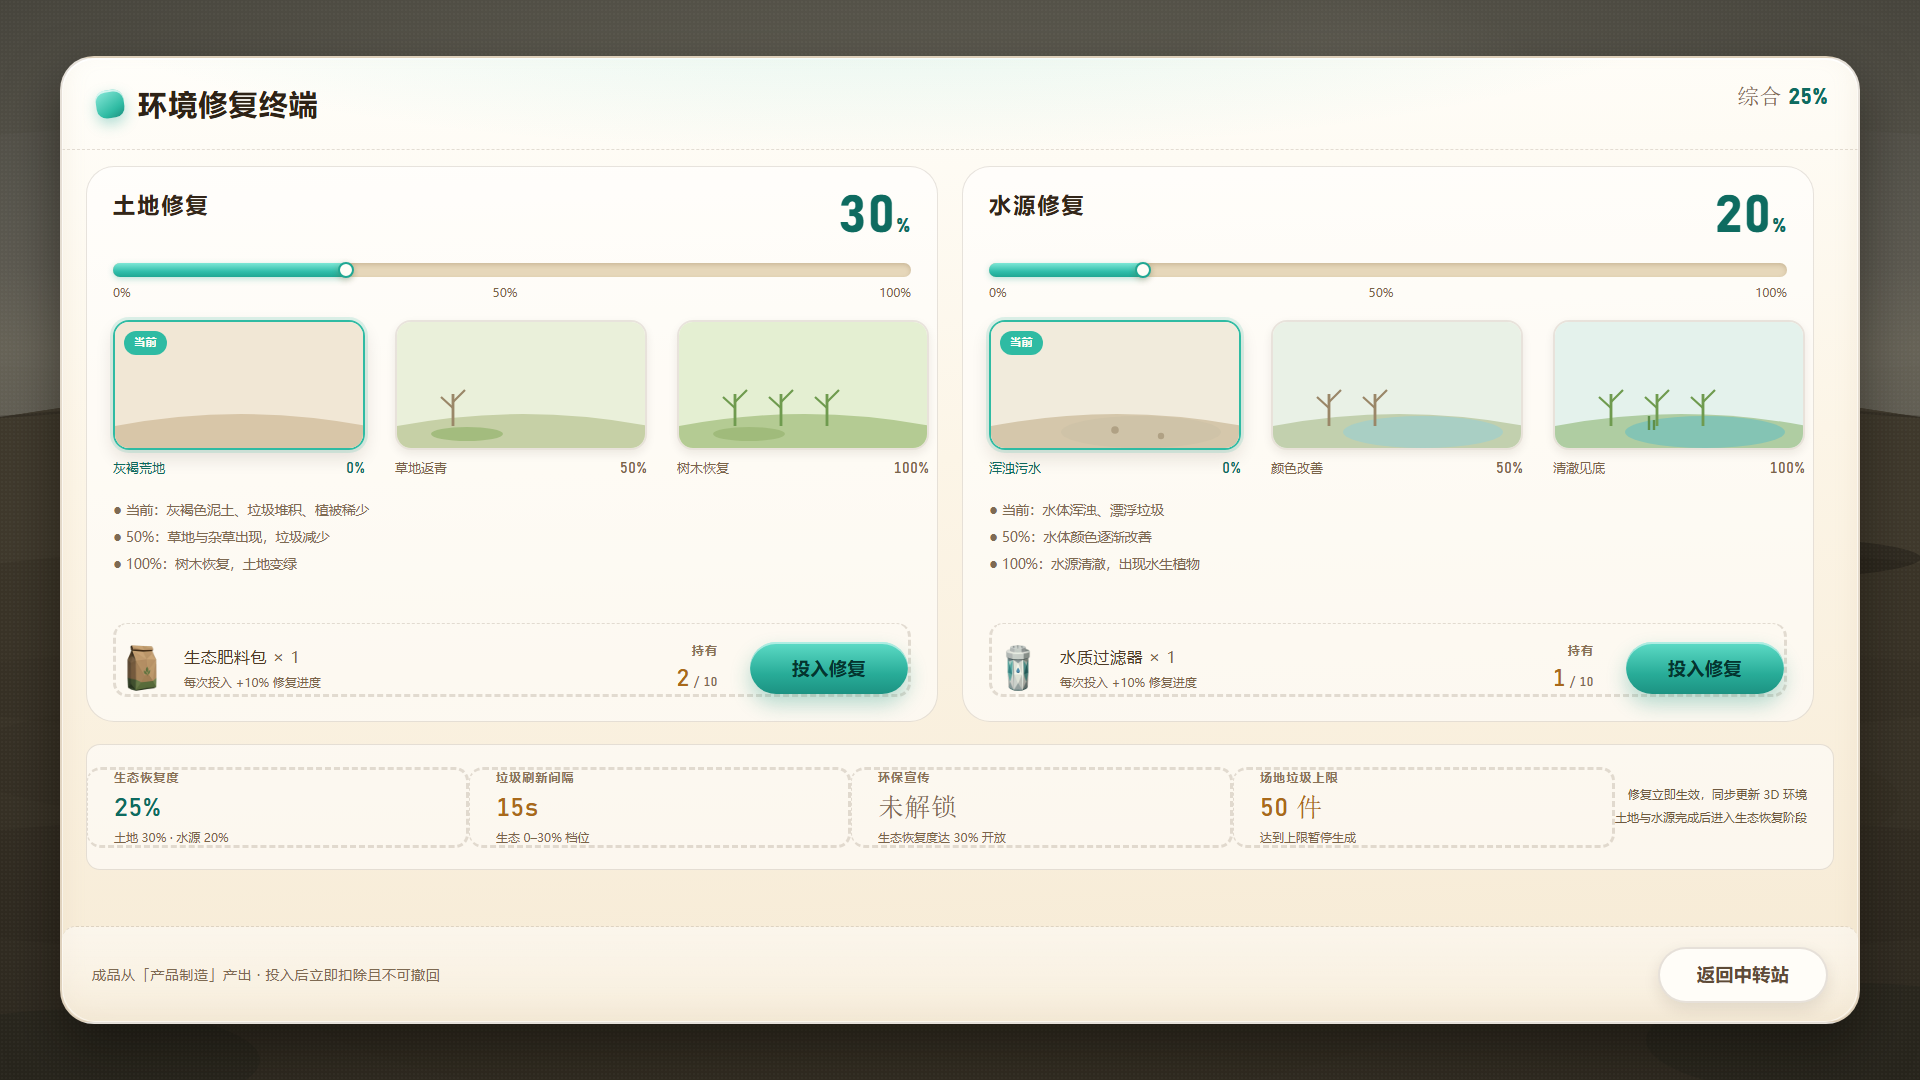 环境修复终端
综合 25%
土地修复
30%
0% 50% 100%
当前
灰褐荒地 0%
草地返青 50%
树木恢复 100%
● 当前：灰褐色泥土、垃圾堆积、植被稀少
● 50%：草地与杂草出现，垃圾减少
● 100%：树木恢复，土地变绿
生态肥料包 × 1
每次投入 +10% 修复进度
持有
2 / 10
投入修复
水源修复
20%
0% 50% 100%
当前
浑浊污水 0%
颜色改善 50%
清澈见底 100%
● 当前：水体浑浊、漂浮垃圾
● 50%：水体颜色逐渐改善
● 100%：水源清澈，出现水生植物
水质过滤器 × 1
每次投入 +10% 修复进度
持有
1 / 10
投入修复
生态恢复度
25%
土地 30% · 水源 20%
垃圾刷新间隔
15s
生态 0–30% 档位
环保宣传
未解锁
生态恢复度达 30% 开放
场地垃圾上限
50 件
达到上限暂停生成
修复立即生效，同步更新 3D 环境
土地与水源完成后进入生态恢复阶段
成品从「产品制造」产出 · 投入后立即扣除且不可撤回
返回中转站